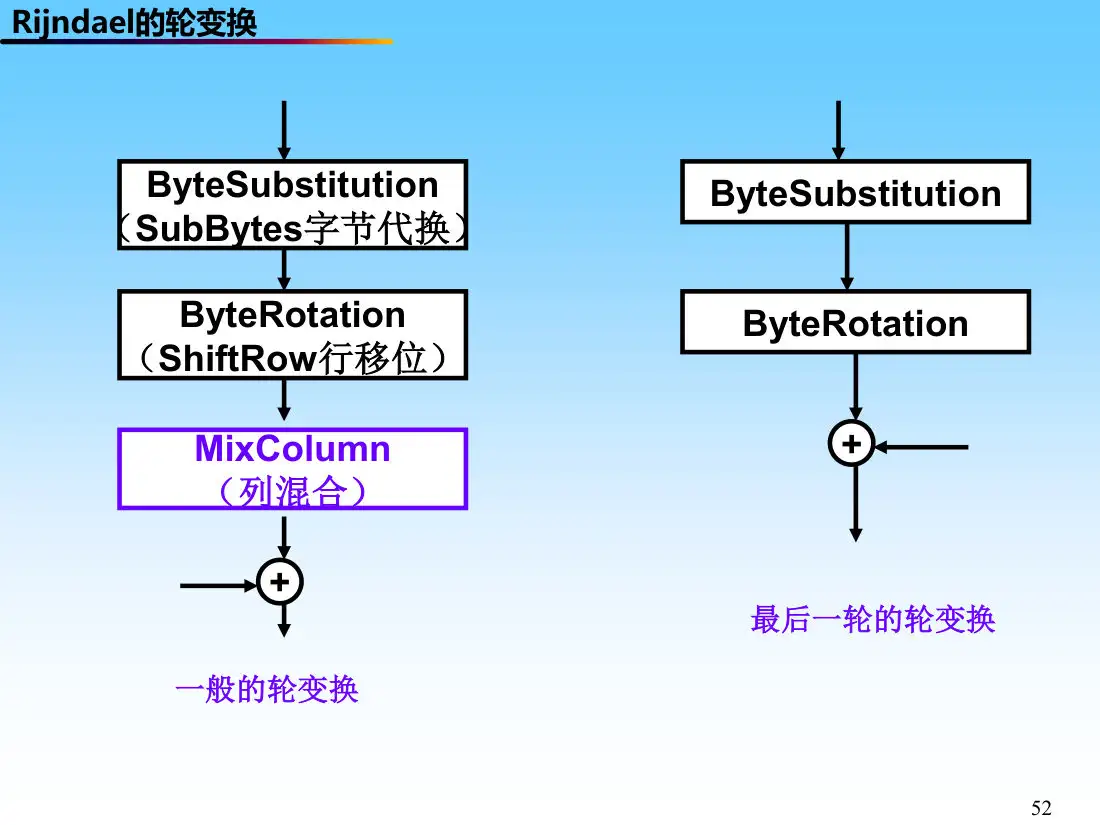 Rijndael的轮变换
ByteSubstitution
（SubBytes字节代换）
ByteRotation
（ShiftRow行移位）
MixColumn
（列混合）
+
一般的轮变换
ByteSubstitution
ByteRotation
+
最后一轮的轮变换
52